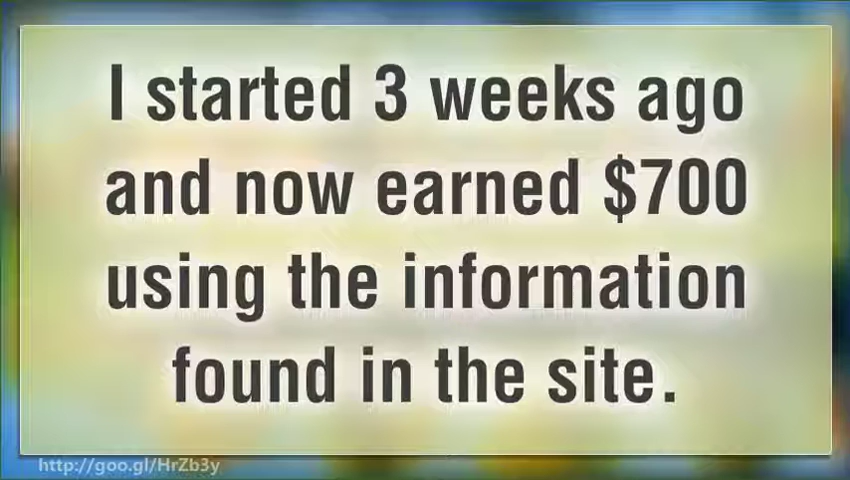 I started 3 weeks ago
and now earned $700
using the information
found in the site.
http://goo.gl/HrZb3y